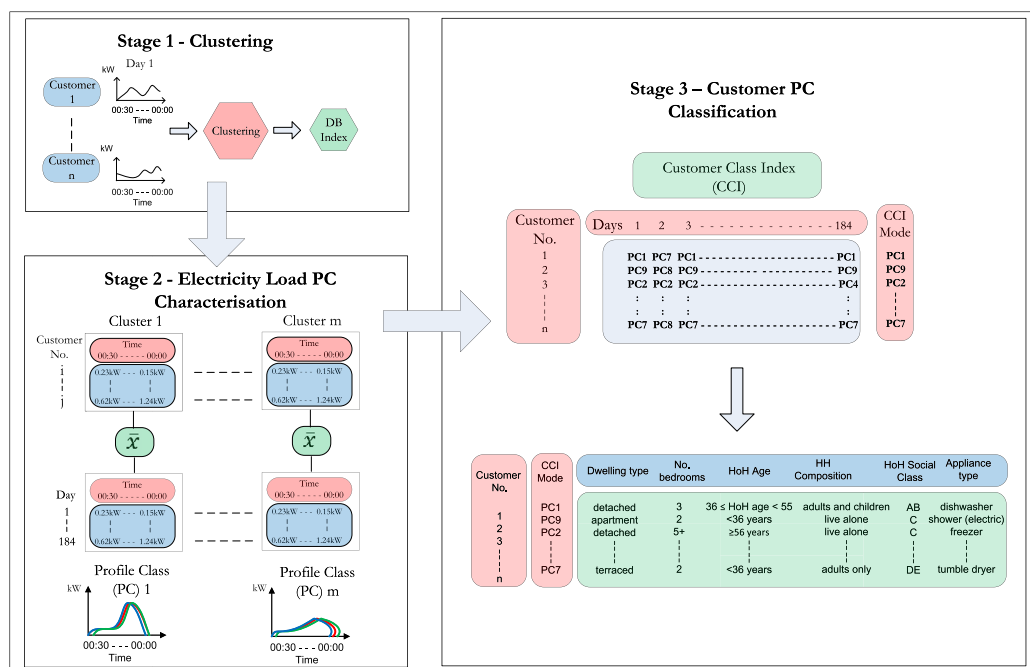 Stage 1 - Clustering
kW
Day 1
Customer
1
00:30 - - - 00:00
Time
kW
Customer
n
00:30 - - - 00:00
Time
Clustering
DB
Index
Stage 2 - Electricity Load PC
Characterisation
Cluster 1
Cluster m
Customer
No.
i
j
Time
00:30 - - - - - 00:00
0.23kW - - - 0.15kW
0.62kW - - - 1.24kW
Time
00:30 - - - - - 00:00
0.23kW - - - 0.15kW
0.62kW - - - 1.24kW
x̄
x̄
Day
1
184
Time
00:30 - - - - - 00:00
0.23kW - - - 0.15kW
0.62kW - - - 1.24kW
Time
00:30 - - - - - 00:00
0.23kW - - - 0.15kW
0.62kW - - - 1.24kW
Profile Class
(PC) 1
kW
00:30 - - - 00:00
Time
Profile Class
(PC) m
kW
00:30 - - - 00:00
Time
Stage 3 – Customer PC
Classification
Customer Class Index
(CCI)
Customer
No.
1
2
3
n
Days 1 2 3 - - - - - - - - - - - - - - - - 184
CCI
Mode
PC1 PC7 PC1 - - - - - - - - - - - - - - - - PC1
PC9 PC8 PC9 - - - - - - - - - - - - - - - - PC9
PC2 PC2 PC2 - - - - - - - - - - - - - - - - PC4
: : : :
: : : :
PC7 PC8 PC7 - - - - - - - - - - - - - - - - PC7
PC1
PC9
PC2
PC7
Customer
No.
1
2
3
n
CCI
Mode
PC1
PC9
PC2
PC7
Dwelling type No. bedrooms HoH Age HH Composition HoH Social Class Appliance type
detached 3 36 ≤ HoH age < 55 adults and children AB dishwasher
apartment 2 <36 years live alone C shower (electric)
detached 5+ ≥56 years live alone C freezer
terraced 2 <36 years adults only DE tumble dryer